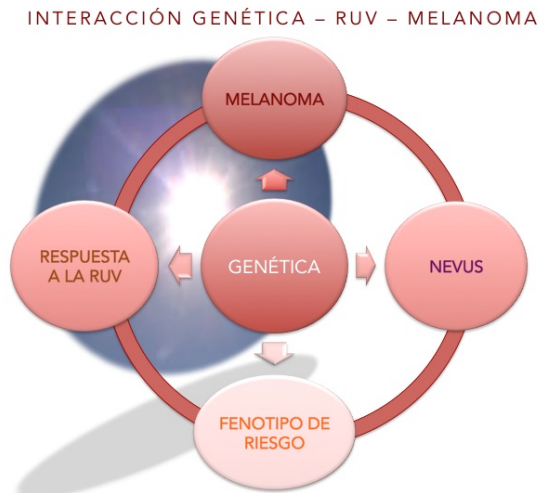 INTERACCIÓN GENÉTICA – RUV – MELANOMA
MELANOMA
RESPUESTA
A LA RUV
GENÉTICA
NEVUS
FENOTIPO DE
RIESGO